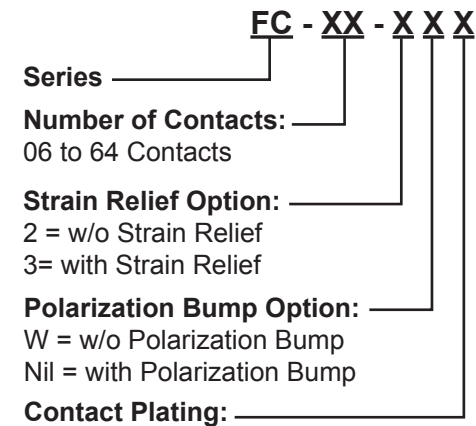 FC - XX - X X X
Series
Number of Contacts:
06 to 64 Contacts
Strain Relief Option:
2 = w/o Strain Relief
3= with Strain Relief
Polarization Bump Option:
W = w/o Polarization Bump
Nil = with Polarization Bump
Contact Plating: